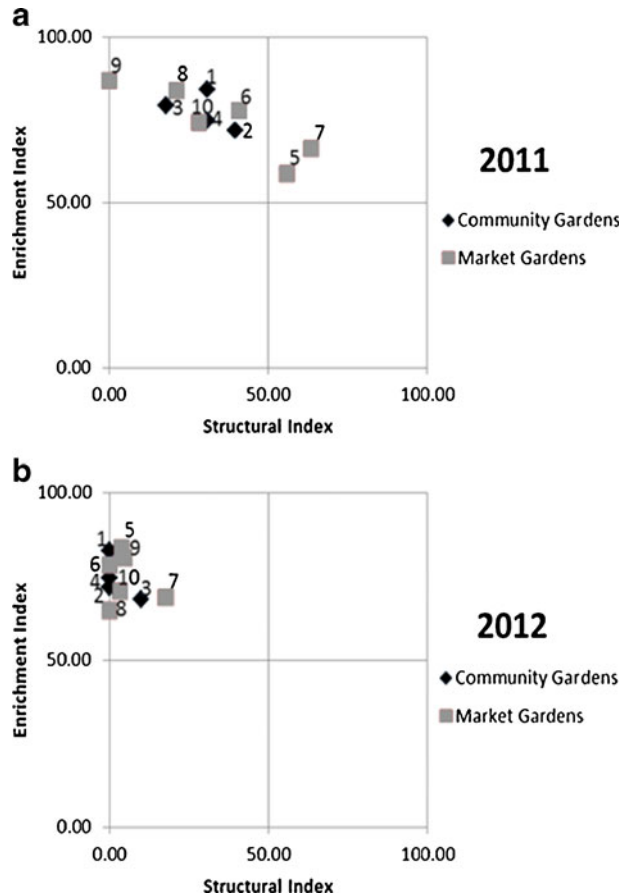 a
100.00
50.00
0.00
Enrichment Index
9
8
1
3
10
4
6
2
7
5
0.00 50.00 100.00
Structural Index
2011
Community Gardens
Market Gardens
b
100.00
50.00
0.00
Enrichment Index
1
5
9
6
4
10
2
8
3
7
0.00 50.00 100.00
Structural Index
2012
Community Gardens
Market Gardens